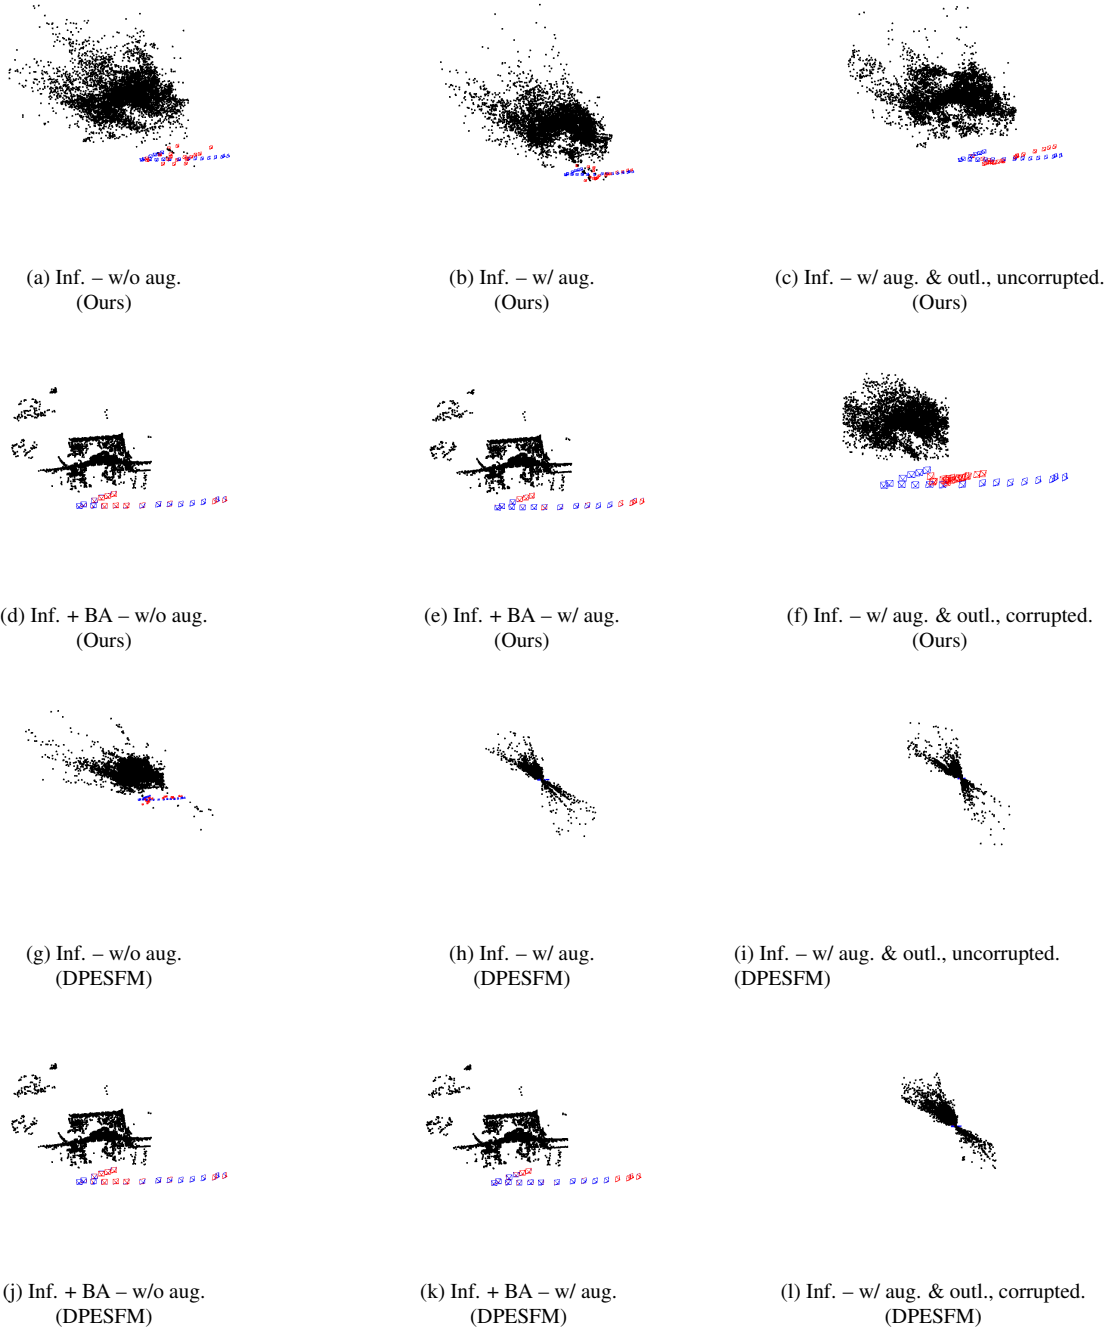 (a) Inf. – w/o aug.
(Ours)
(b) Inf. – w/ aug.
(Ours)
(c) Inf. – w/ aug. & outl., uncorrupted.
(Ours)
(d) Inf. + BA – w/o aug.
(Ours)
(e) Inf. + BA – w/ aug.
(Ours)
(f) Inf. – w/ aug. & outl., corrupted.
(Ours)
(g) Inf. – w/o aug.
(DPESFM)
(h) Inf. – w/ aug.
(DPESFM)
(i) Inf. – w/ aug. & outl., uncorrupted.
(DPESFM)
(j) Inf. + BA – w/o aug.
(DPESFM)
(k) Inf. + BA – w/ aug.
(DPESFM)
(l) Inf. – w/ aug. & outl., corrupted.
(DPESFM)